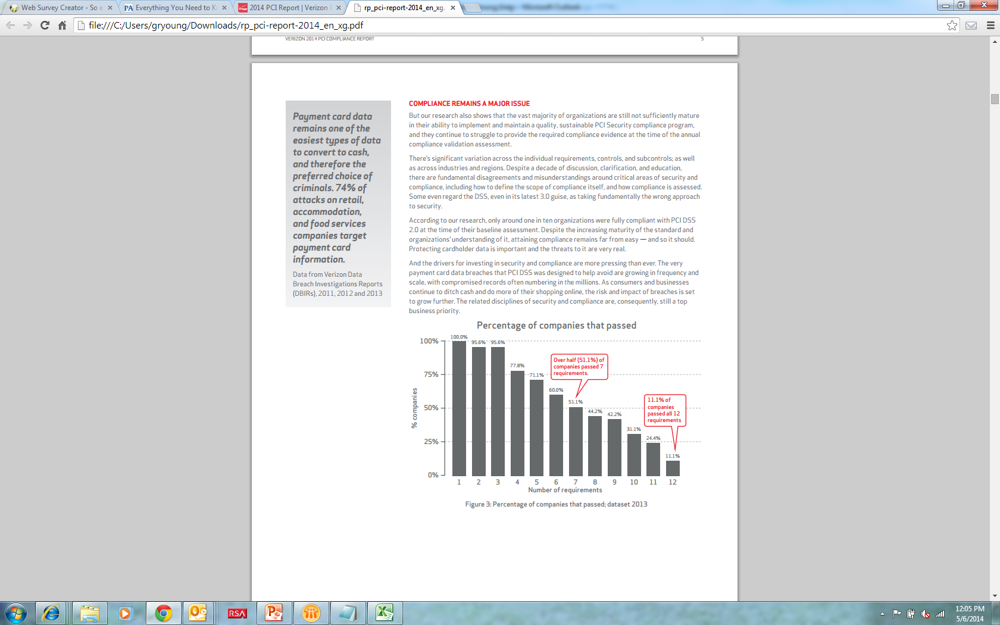 Web Survey Creator - So e
Everything You Need to K
2014 PCI Report | Verizon
rp_pci-report-2014_en_xg.
Microsoft Outlook
file:///C:/Users/gryoung/Downloads/rp_pci-report-2014_en_xg.pdf
VERIZON 2014 PCI COMPLIANCE REPORT
5
Payment card data
remains one of the
easiest types of data
to convert to cash,
and therefore the
preferred choice of
criminals. 74% of
attacks on retail,
accommodation,
and food services
companies target
payment card
information.
Data from Verizon Data
Breach Investigations Reports
(DBIRs), 2011, 2012 and 2013
COMPLIANCE REMAINS A MAJOR ISSUE
But our research also shows that the vast majority of organizations are still not sufficiently mature
in their ability to implement and maintain a quality, sustainable PCI Security compliance program,
and they continue to struggle to provide the required compliance evidence at the time of the annual
compliance validation assessment.
There's significant variation across the individual requirements, controls, and subcontrols; as well
as across industries and regions. Despite a decade of discussion, clarification, and education,
there are fundamental disagreements and misunderstandings around critical areas of security and
compliance, including how to define the scope of compliance itself, and how compliance is assessed.
Some even regard the DSS, even in its latest 3.0 guise, as taking fundamentally the wrong approach
to security.
According to our research, only around one in ten organizations were fully compliant with PCI DSS
2.0 at the time of their baseline assessment. Despite the increasing maturity of the standard and
organizations' understanding of it, attaining compliance remains far from easy — and so it should.
Protecting cardholder data is important and the threats to it are very real.
And the drivers for investing in security and compliance are more pressing than ever. The very
payment card data breaches that PCI DSS was designed to help avoid are growing in frequency and
scale, with compromised records often numbering in the millions. As consumers and businesses
continue to ditch cash and do more of their shopping online, the risk and impact of breaches is set
to grow further. The related disciplines of security and compliance are, consequently, still a top
business priority.
Percentage of companies that passed
% companies
100%
75%
50%
25%
0%
100.0%
95.6%
95.6%
77.8%
71.1%
60.0%
51.1%
44.2%
42.2%
31.1%
24.4%
11.1%
Over half (51.1%) of
companies passed 7
requirements.
11.1% of
companies
passed all 12
requirements
1 2 3 4 5 6 7 8 9 10 11 12
Number of requirements
Figure 3: Percentage of companies that passed; dataset 2013
RSA
12:05 PM
5/6/2014